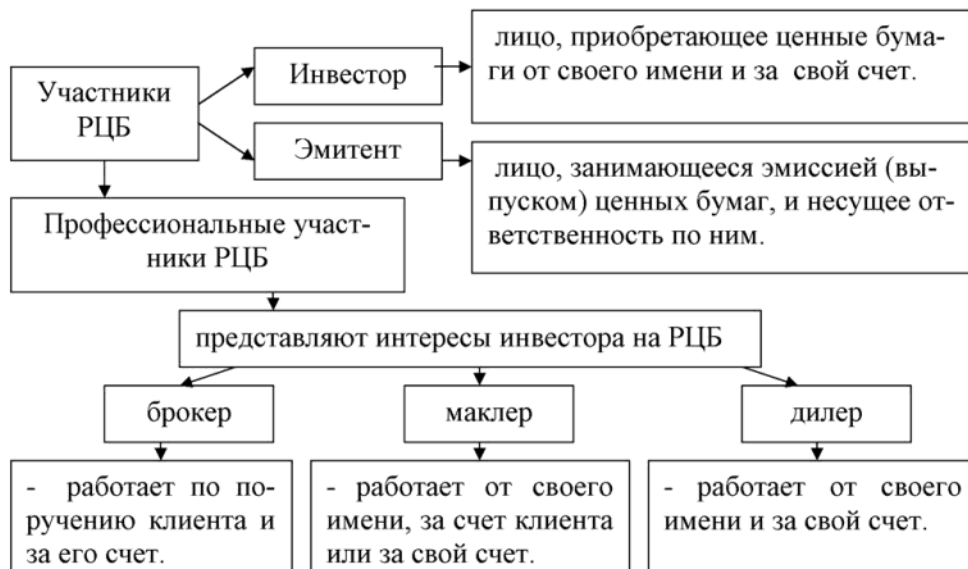 Участники
РЦБ
Инвестор
лицо, приобретающее ценные бума-
ги от своего имени и за свой счет.
Эмитент
лицо, занимающееся эмиссией (вы-
пуском) ценных бумаг, и несущее от-
ветственность по ним.
Профессиональные участ-
ники РЦБ
представляют интересы инвестора на РЦБ
брокер
маклер
дилер
- работает по по-
ручению клиента и
за его счет.
- работает от своего
имени, за счет клиента
или за свой счет.
- работает от своего
имени и за свой счет.